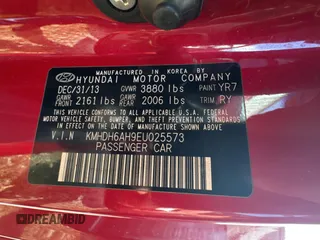 MANUFACTURED IN KOREA BY
HYUNDAI MOTOR COMPANY
DEC/31/13 GVWR 3880 lbs PAINT YR7
GAWR FRONT 2161 lbs GAWR REAR 2006 lbs TRIM RY
THIS VEHICLE CONFORMS TO ALL APPLICABLE U.S.A. FEDERAL
MOTOR VEHICLE SAFETY, BUMPER, AND THEFT PREVENTION
STANDARDS IN EFFECT ON THE DATE OF MANUFACTURE
SHOWN ABOVE.
V.I.N KMHDH6AH9EU025573
PASSENGER CAR
DREAMBID